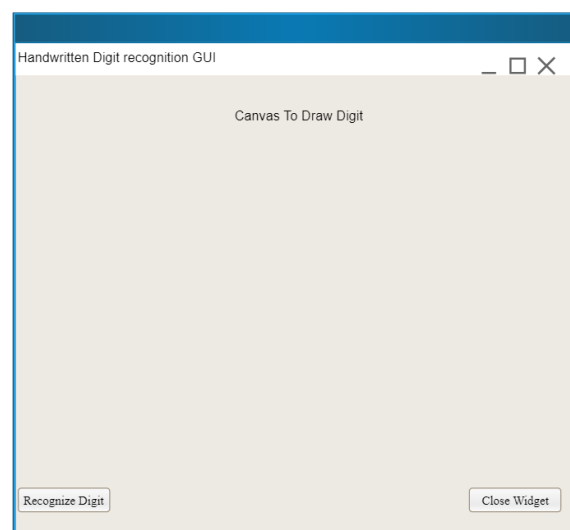 Handwritten Digit recognition GUI
Canvas To Draw Digit
Recognize Digit
Close Widget